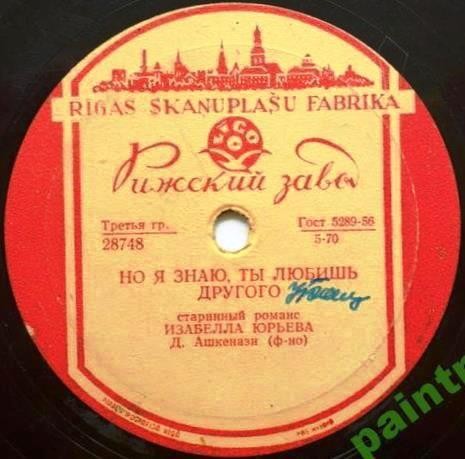 RĪGAS SKAŅUPLAŠU FABRIKA
Рижский завод
Третья гр.
28748
Гост 5289-56
5-70
НО Я ЗНАЮ, ТЫ ЛЮБИШЬ
ДРУГОГО
старинный романс
ИЗАБЕЛЛА ЮРЬЕВА
Д. Ашкенази (ф-но)
paintr